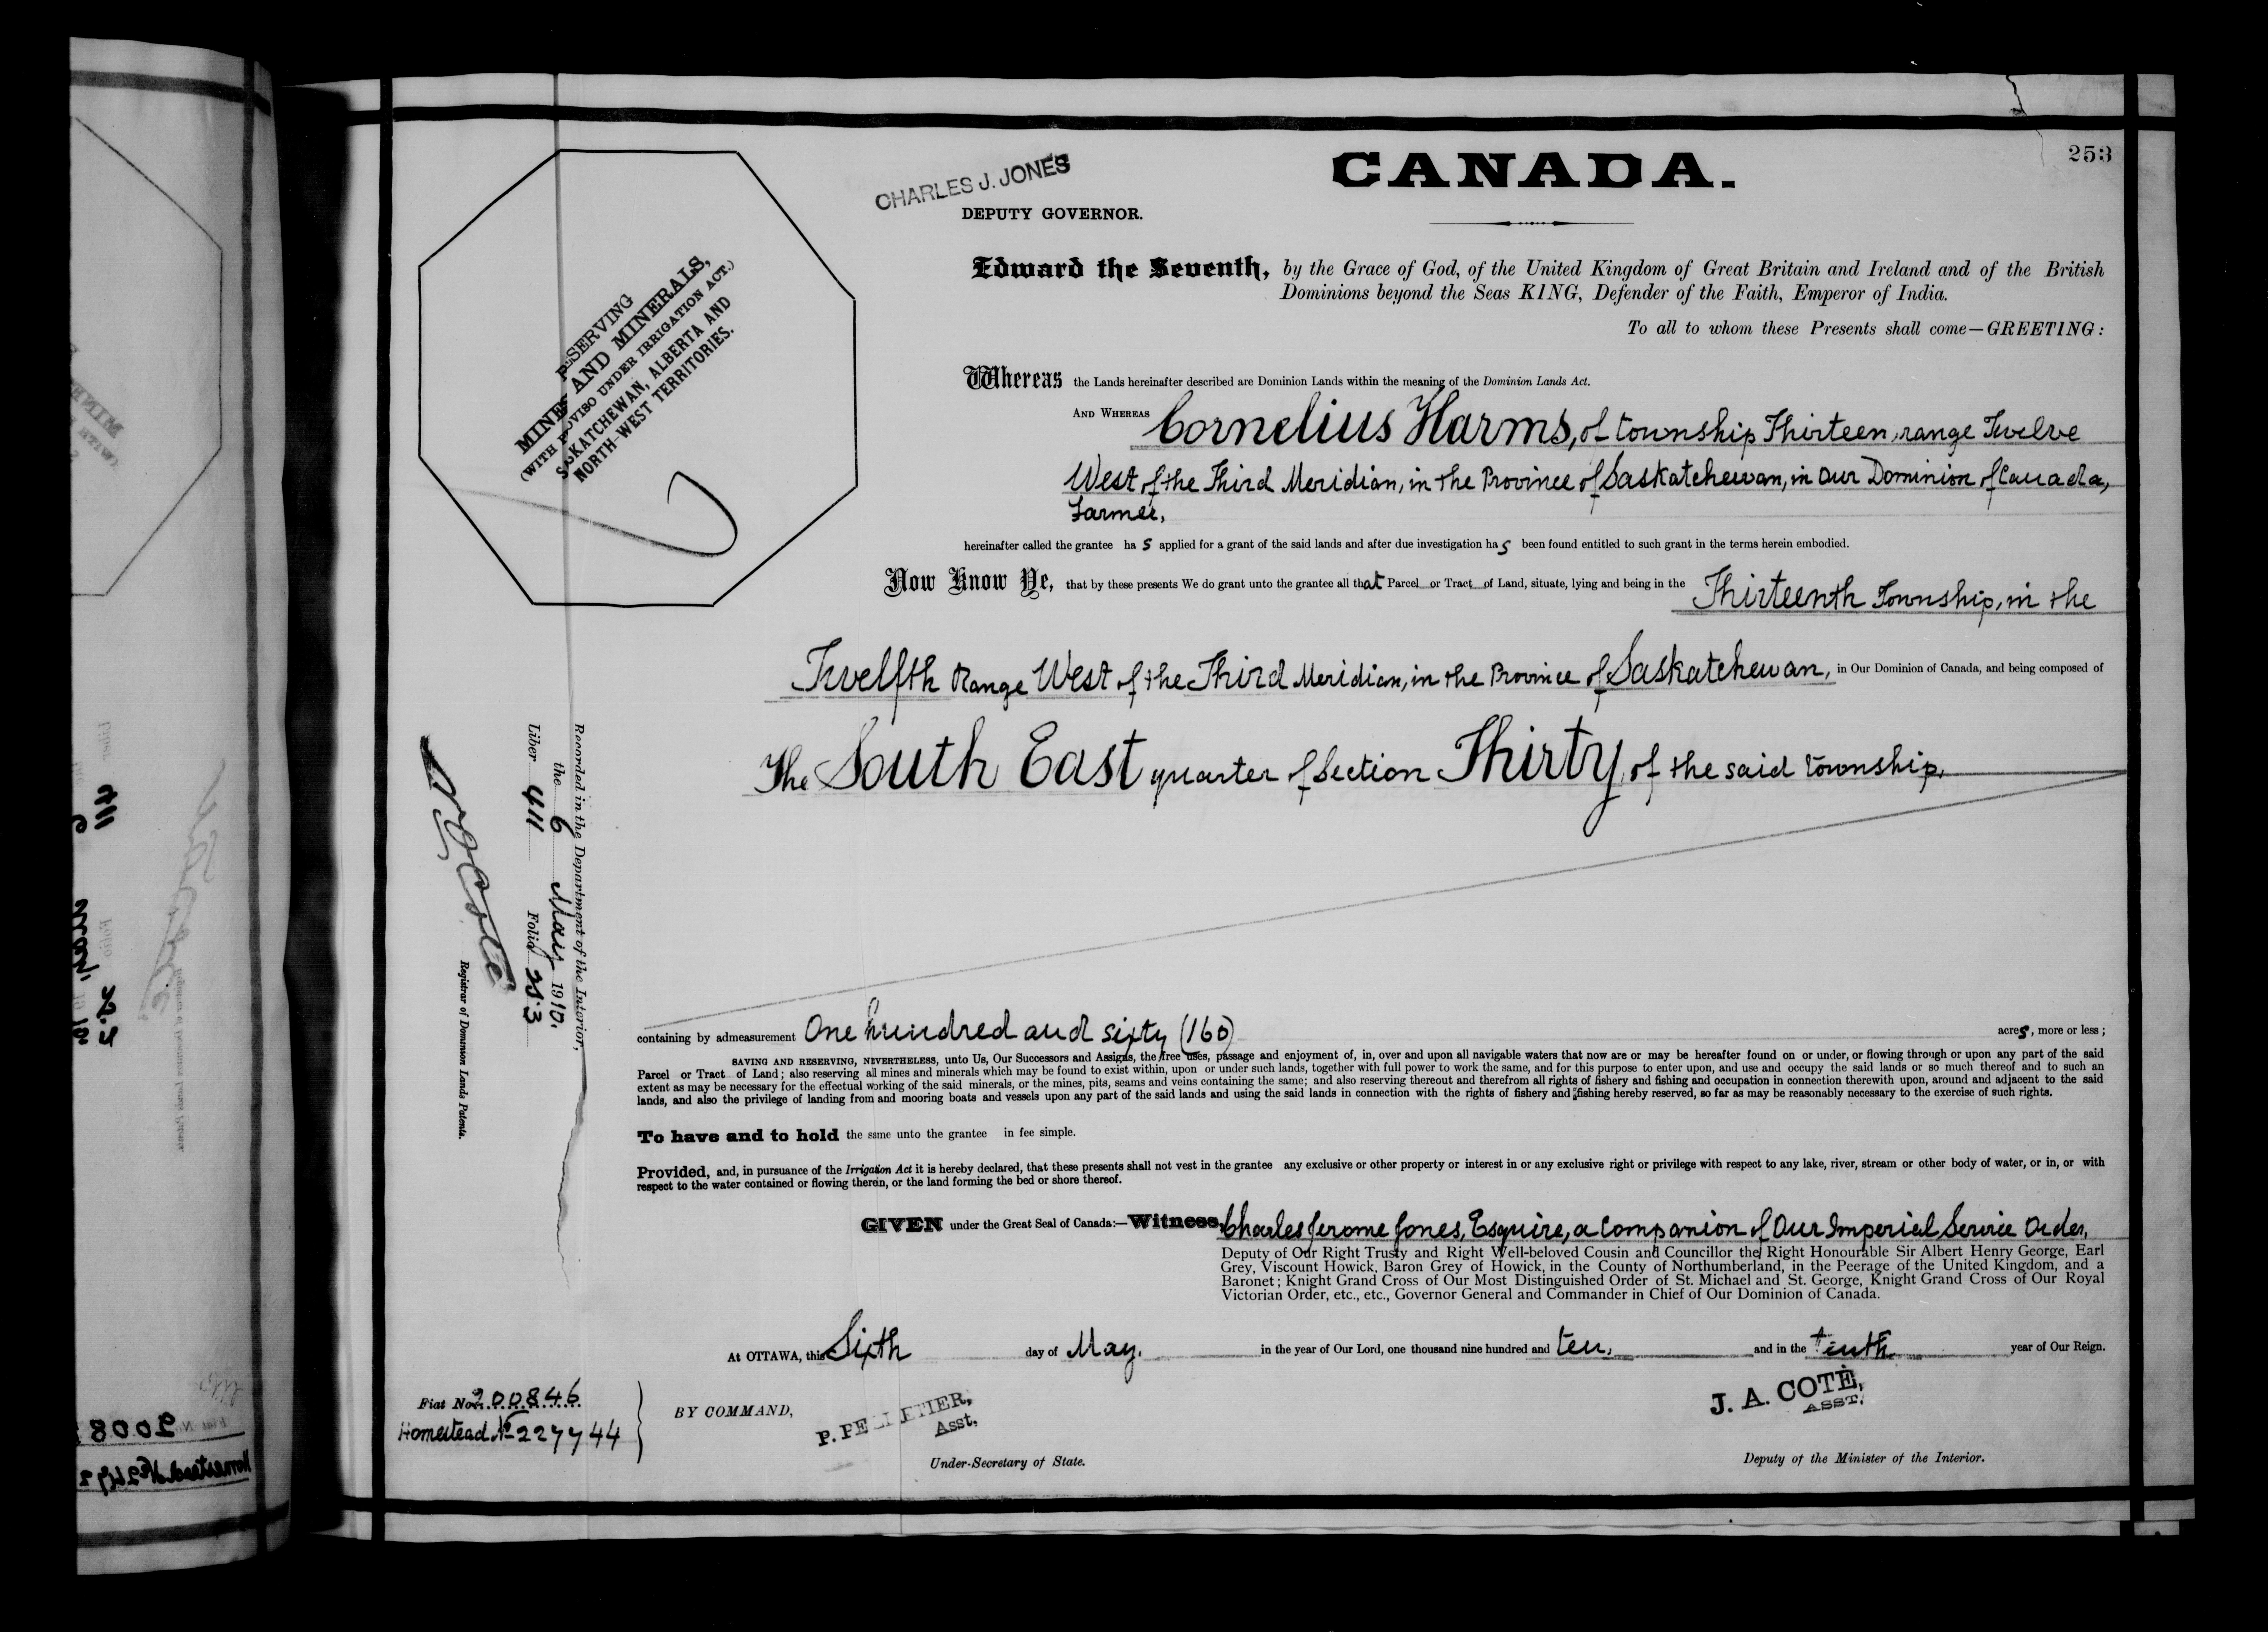 253
CANADA.
CHARLES J. JONES
DEPUTY GOVERNOR.
RESERVING
MINES AND MINERALS,
(WITH PROVISO UNDER IRRIGATION ACT.)
SASKATCHEWAN, ALBERTA AND
NORTH-WEST TERRITORIES.
Edward the Seventh, by the Grace of God, of the United Kingdom of Great Britain and Ireland and of the British
Dominions beyond the Seas KING, Defender of the Faith, Emperor of India.
To all to whom these Presents shall come—GREETING:
Whereas the Lands hereinafter described are Dominion Lands within the meaning of the Dominion Lands Act.
AND WHEREAS Cornelius Harms, of township Thirteen, range Twelve
West of the Third Meridian, in the Province of Saskatchewan, in Our Dominion of Canada,
Farmer,
hereinafter called the grantee has applied for a grant of the said lands and after due investigation has been found entitled to such grant in the terms herein embodied.
Now Know Ye, that by these presents We do grant unto the grantee all that Parcel or Tract of Land, situate, lying and being in the Thirteenth Township, in the
Twelfth Range West of the Third Meridian, in the Province of Saskatchewan, in Our Dominion of Canada, and being composed of
The South East quarter of Section Thirty, of the said township,
containing by admeasurement One hundred and sixty (160) acres, more or less;
SAVING AND RESERVING, NEVERTHELESS, unto Us, Our Successors and Assigns, the free uses, passage and enjoyment of, in, over and upon all navigable waters that now are or may be hereafter found on or under, or flowing through or upon any part of the said
Parcel or Tract of Land; also reserving all mines and minerals which may be found to exist within, upon or under such lands, together with full power to work the same, and for this purpose to enter upon, and use and occupy the said lands or so much thereof and to such an
extent as may be necessary for the effectual working of the said minerals, or the mines, pits, seams and veins containing the same; and also reserving thereout and therefrom all rights of fishery and fishing and occupation in connection therewith upon, around and adjacent to the said
lands, and also the privilege of landing from and mooring boats and vessels upon any part of the said lands and using the said lands in connection with the rights of fishery and fishing hereby reserved, so far as may be reasonably necessary to the exercise of such rights.
To have and to hold the same unto the grantee in fee simple.
Provided, and, in pursuance of the Irrigation Act it is hereby declared, that these presents shall not vest in the grantee any exclusive or other property or interest in or any exclusive right or privilege with respect to any lake, river, stream or other body of water, or in, or with
respect to the water contained or flowing therein, or the land forming the bed or shore thereof.
GIVEN under the Great Seal of Canada:—Witness, Charles Jerome Jones, Esquire, a Companion of Our Imperial Service Order,
Deputy of Our Right Trusty and Right Well-beloved Cousin and Councillor the Right Honourable Sir Albert Henry George, Earl
Grey, Viscount Howick, Baron Grey of Howick, in the County of Northumberland, in the Peerage of the United Kingdom, and a
Baronet; Knight Grand Cross of Our Most Distinguished Order of St. Michael and St. George, Knight Grand Cross of Our Royal
Victorian Order, etc., etc., Governor General and Commander in Chief of Our Dominion of Canada.
At OTTAWA, this Sixth day of May, in the year of Our Lord, one thousand nine hundred and ten, and in the tenth year of Our Reign.
BY COMMAND,
P. PELLETIER,
Asst.
Under-Secretary of State.
J. A. COTÉ,
ASST.
Deputy of the Minister of the Interior.
Fiat No. 200846
Homestead No 227744
Recorded in the Department of the Interior,
the 6 May 1910.
Liber 411 Folio 253
N O Coté
Registrar of Dominion Lands Patents.